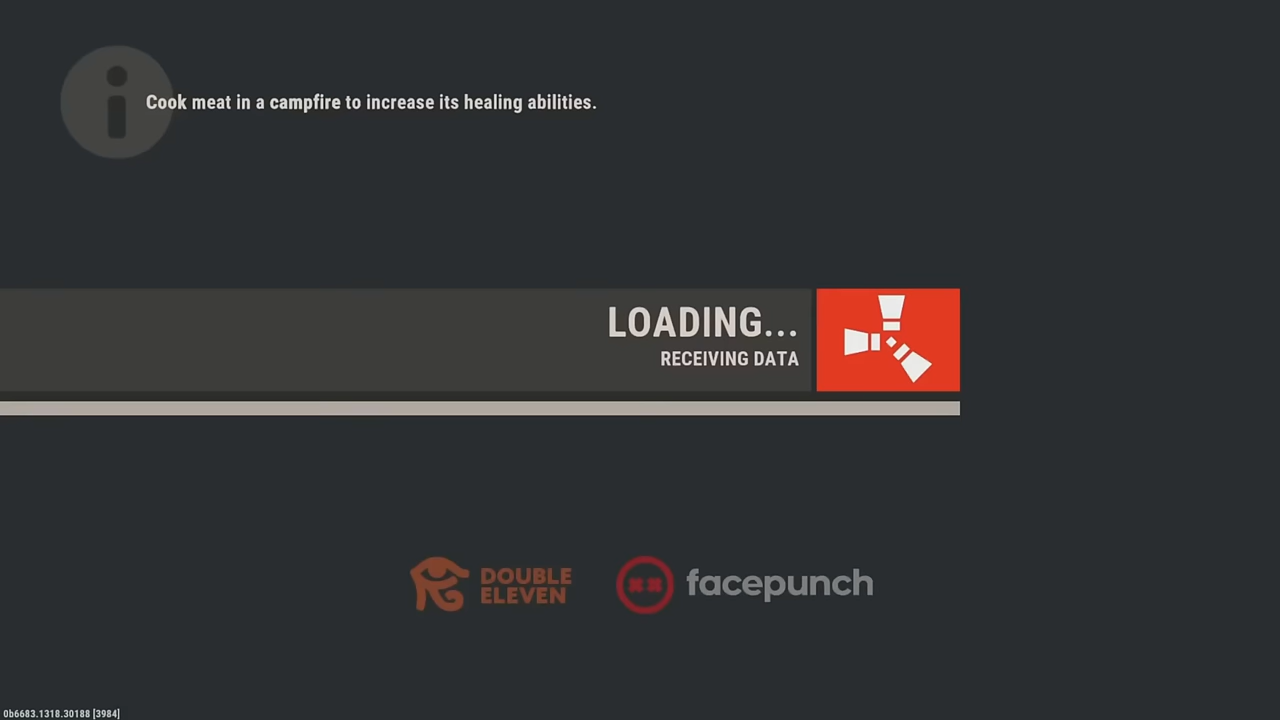 Cook meat in a campfire to increase its healing abilities.
LOADING...
RECEIVING DATA
DOUBLE
ELEVEN
facepunch
0b6683.1318.30188 [3984]